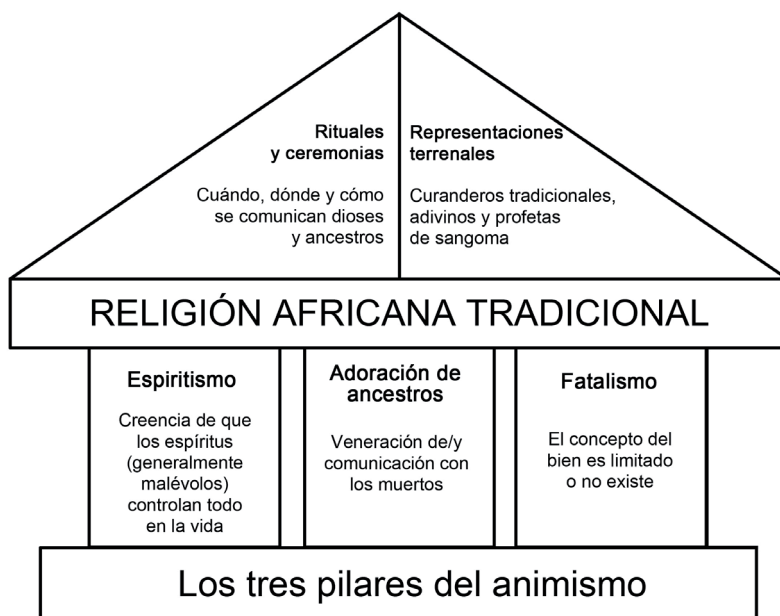 Rituales
y ceremonias
Cuándo, dónde y cómo
se comunican dioses
y ancestros
Representaciones
terrenales
Curanderos tradicionales,
adivinos y profetas
de sangoma
RELIGIÓN AFRICANA TRADICIONAL
Espiritismo
Creencia de que
los espíritus
(generalmente
malévolos)
controlan todo
en la vida
Adoración de
ancestros
Veneración de/y
comunicación con
los muertos
Fatalismo
El concepto del
bien es limitado
o no existe
Los tres pilares del animismo